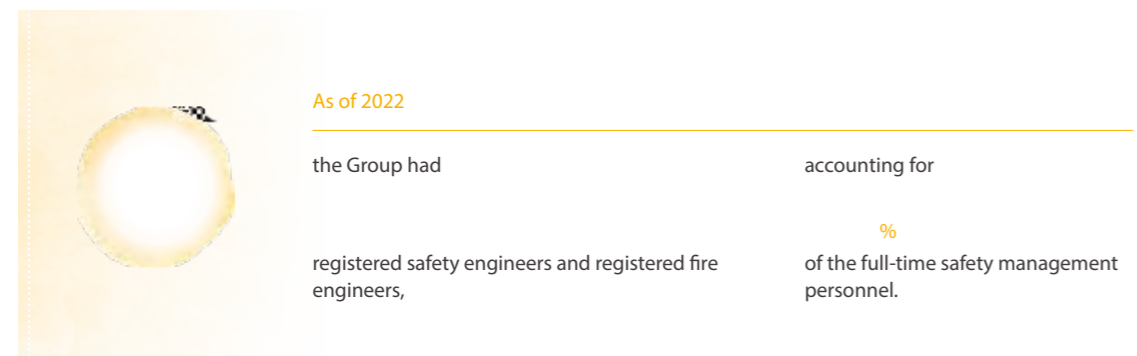 As of 2022
the Group had
registered safety engineers and registered fire
engineers,
accounting for
%
of the full-time safety management
personnel.